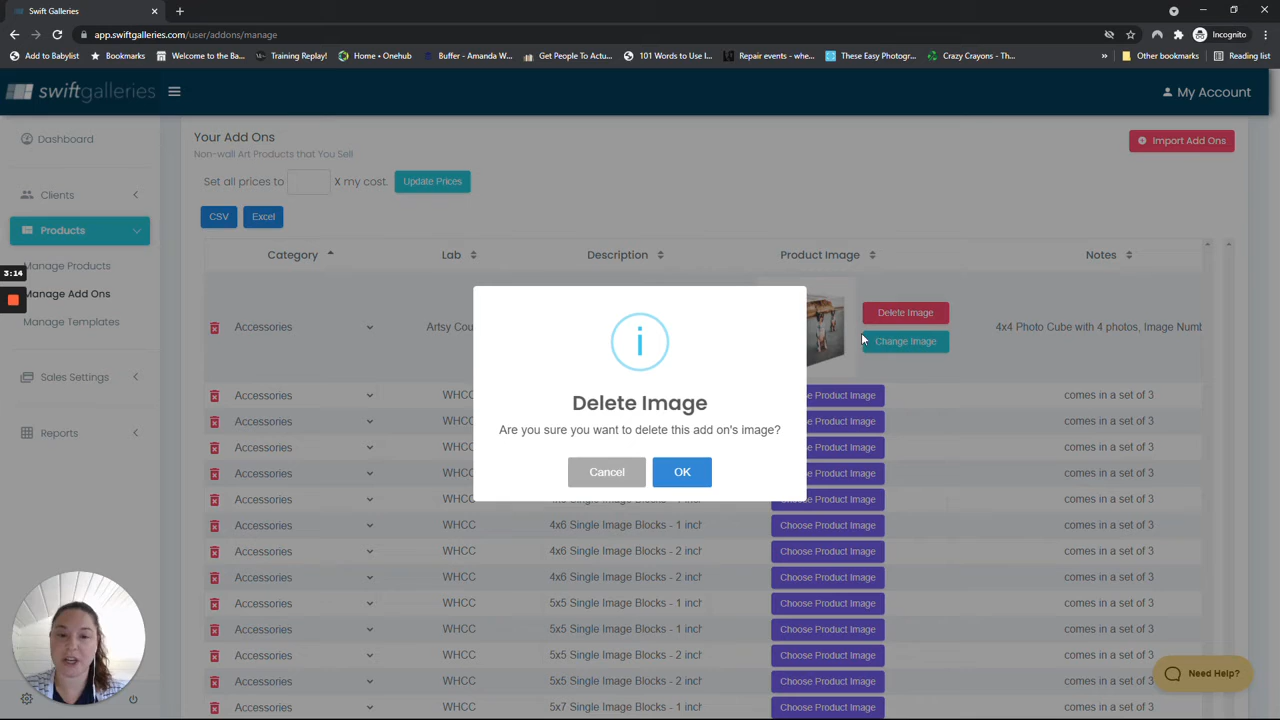 Swift Galleries
app.swiftgalleries.com/user/addons/manage
Incognito
Add to Babylist
Bookmarks
Welcome to the Ba...
Training Replay!
Home • Onehub
Buffer - Amanda W...
Get People To Actu...
101 Words to Use I...
Repair events - whe...
These Easy Photogr...
Crazy Crayons - Th...
»
Other bookmarks
Reading list
swiftgalleries
My Account
Dashboard
Clients
Products
Manage Products
Manage Add Ons
Manage Templates
Sales Settings
Reports
3:14
Your Add Ons
Non-wall Art Products that You Sell
Import Add Ons
Set all prices to X my cost. Update Prices
CSV Excel
Category Lab Description Product Image Notes
Accessories Artsy Cou Delete Image
Change Image
4x4 Photo Cube with 4 photos, Image Numb
Delete Image
Are you sure you want to delete this add on's image?
Cancel OK
Accessories WHCC e Product Image comes in a set of 3
Accessories WHCC e Product Image comes in a set of 3
Accessories WHCC e Product Image comes in a set of 3
Accessories WHCC e Product Image comes in a set of 3
Accessories WHCC Single Image Blocks - Choose Product Image comes in a set of 3
Accessories WHCC 4x6 Single Image Blocks - 1 inch Choose Product Image comes in a set of 3
Accessories WHCC 4x6 Single Image Blocks - 2 inch Choose Product Image comes in a set of 3
Accessories WHCC 4x6 Single Image Blocks - 2 inch Choose Product Image comes in a set of 3
Accessories WHCC 5x5 Single Image Blocks - 1 inch Choose Product Image comes in a set of 3
Accessories WHCC 5x5 Single Image Blocks - 1 inch Choose Product Image comes in a set of 3
Accessories WHCC 5x5 Single Image Blocks - 2 inch Choose Product Image comes in a set of 3
Accessories WHCC 5x5 Single Image Blocks - 2 inch Choose Product Image comes in a set of 3
Accessories WHCC 5x7 Single Image Blocks - 1 inch Choose Product Image comes in a set of 3
Need Help?